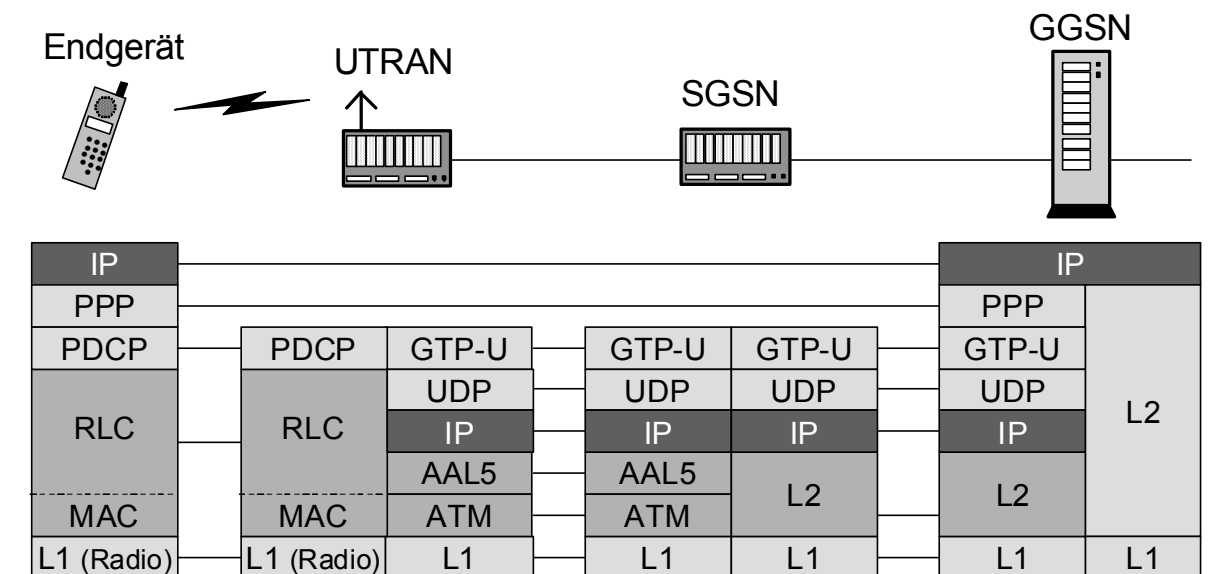 Endgerät
UTRAN
SGSN
GGSN
IP IP
PPP PPP
PDCP PDCP GTP-U GTP-U GTP-U GTP-U
RLC RLC UDP UDP UDP UDP L2
IP IP IP IP
AAL5 AAL5 L2 L2
MAC MAC ATM ATM
L1 (Radio) L1 (Radio) L1 L1 L1 L1 L1